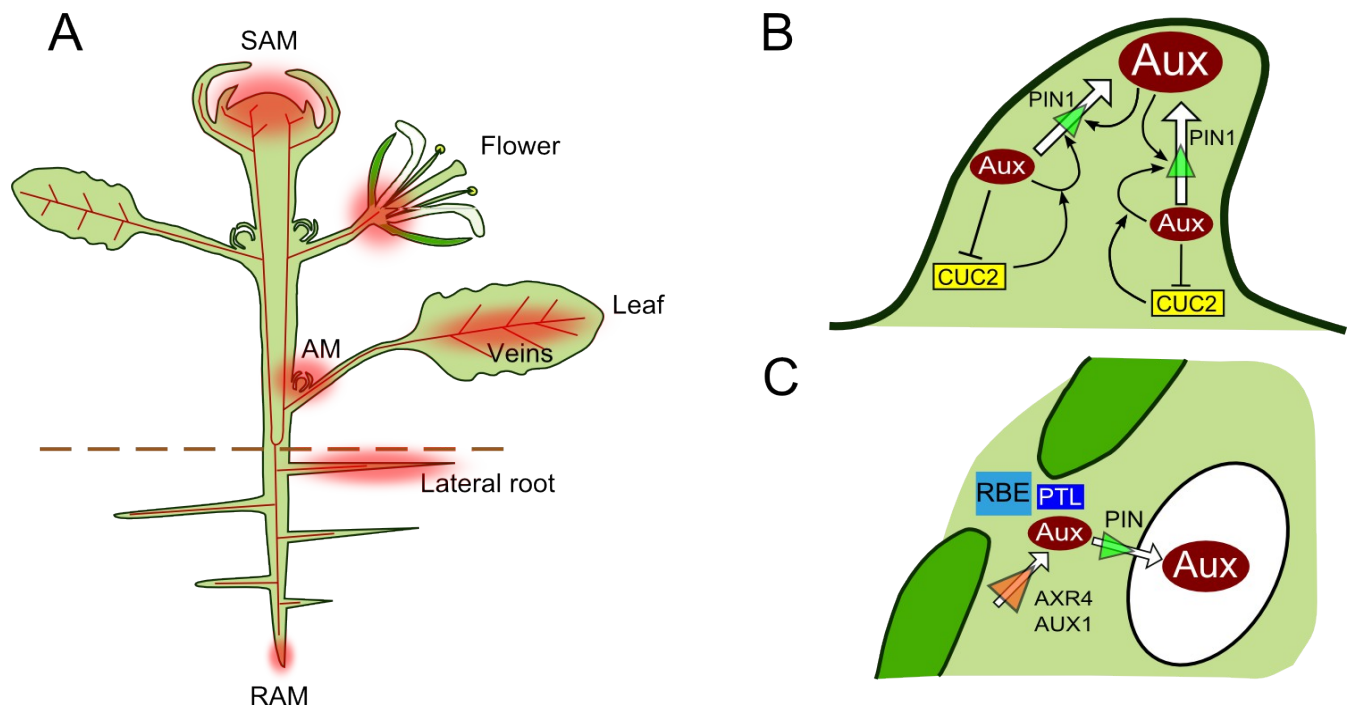 A
SAM
Flower
Leaf
Veins
AM
Lateral root
RAM
B
Aux
PIN1
PIN1
Aux
Aux
CUC2
CUC2
C
RBE
PTL
Aux
PIN
Aux
AXR4
AUX1